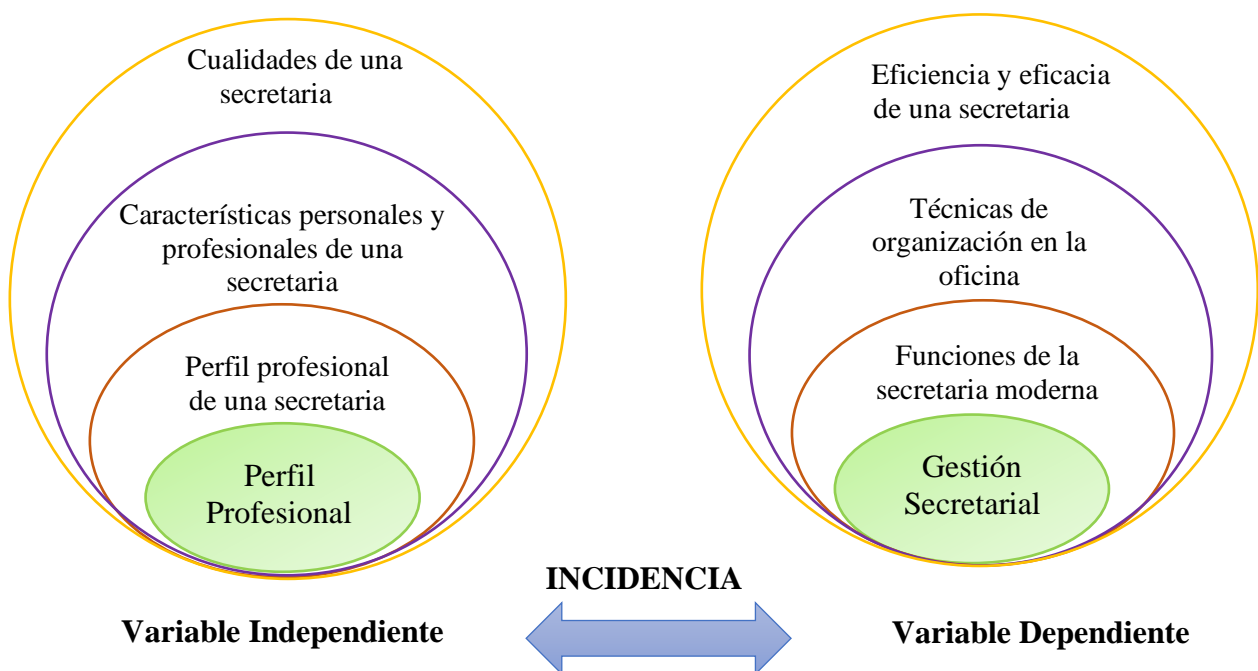 Cualidades de una
secretaria
Características personales y
profesionales de una
secretaria
Perfil profesional
de una secretaria
Perfil
Profesional
Variable Independiente
INCIDENCIA
Eficiencia y eficacia
de una secretaria
Técnicas de
organización en la
oficina
Funciones de la
secretaria moderna
Gestión
Secretarial
Variable Dependiente